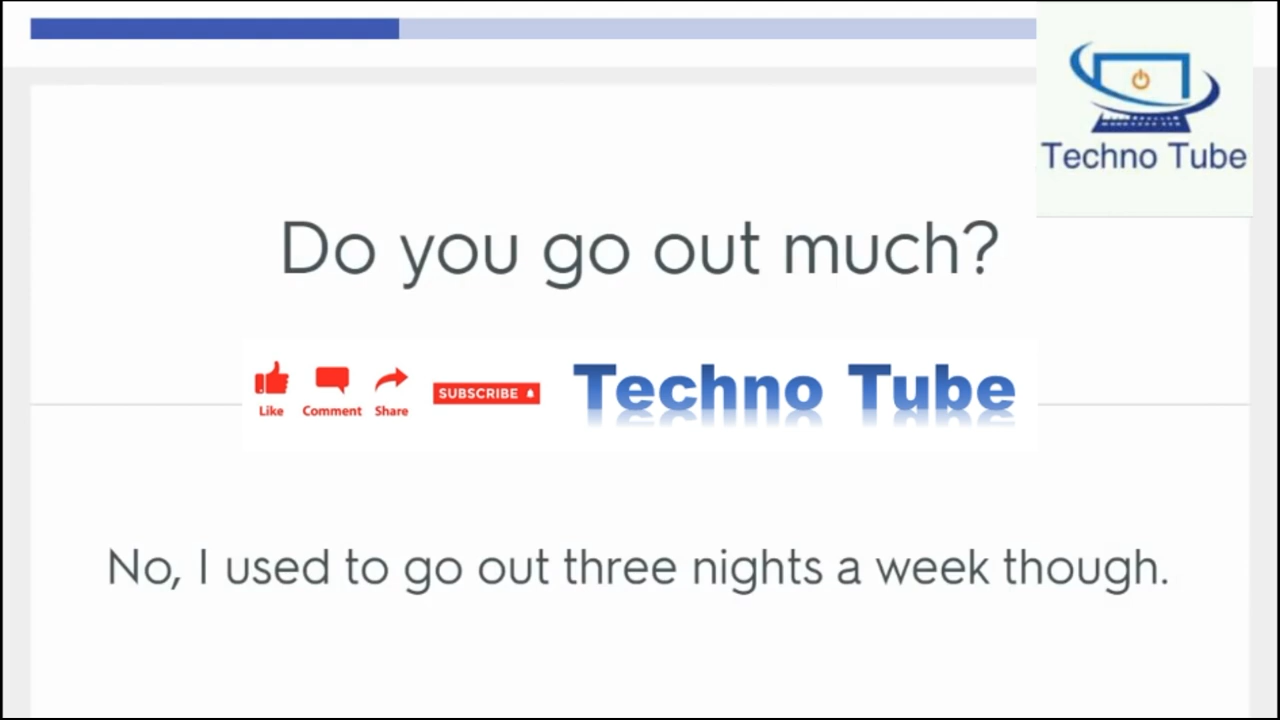 Techno Tube
Do you go out much?
Like Comment Share SUBSCRIBE Techno Tube
No, I used to go out three nights a week though.